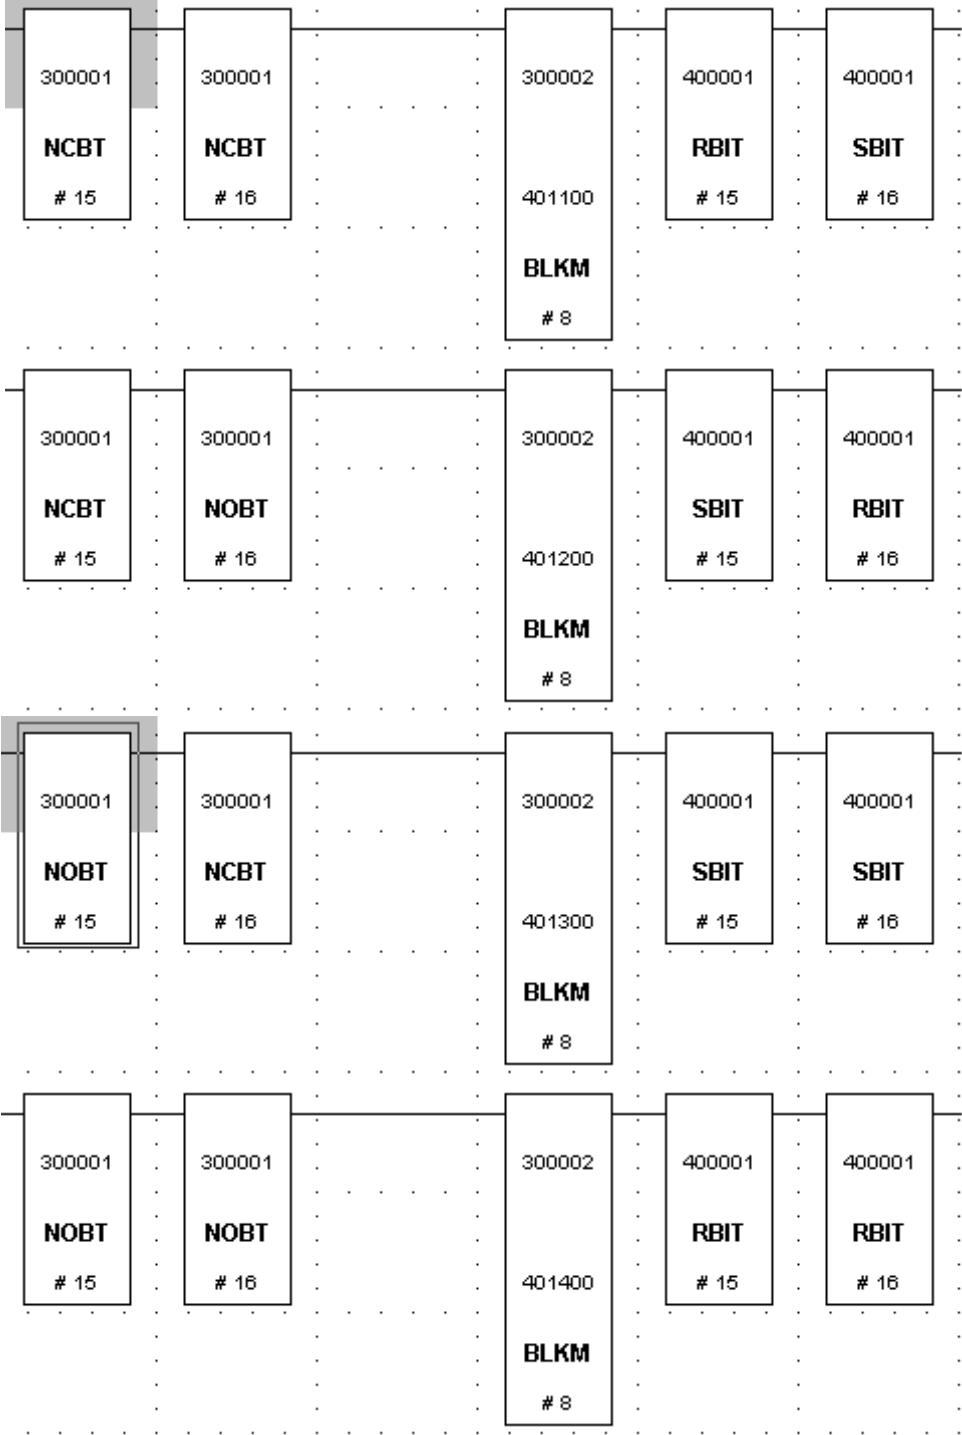 300001 300001 300002 400001 400001
NCBT NCBT RBIT SBIT
# 15 # 16 401100 # 15 # 16
BLKM
# 8
300001 300001 300002 400001 400001
NCBT NOBT SBIT RBIT
# 15 # 16 401200 # 15 # 16
BLKM
# 8
300001 300001 300002 400001 400001
NOBT NCBT SBIT SBIT
# 15 # 16 401300 # 15 # 16
BLKM
# 8
300001 300001 300002 400001 400001
NOBT NOBT RBIT RBIT
# 15 # 16 401400 # 15 # 16
BLKM
# 8